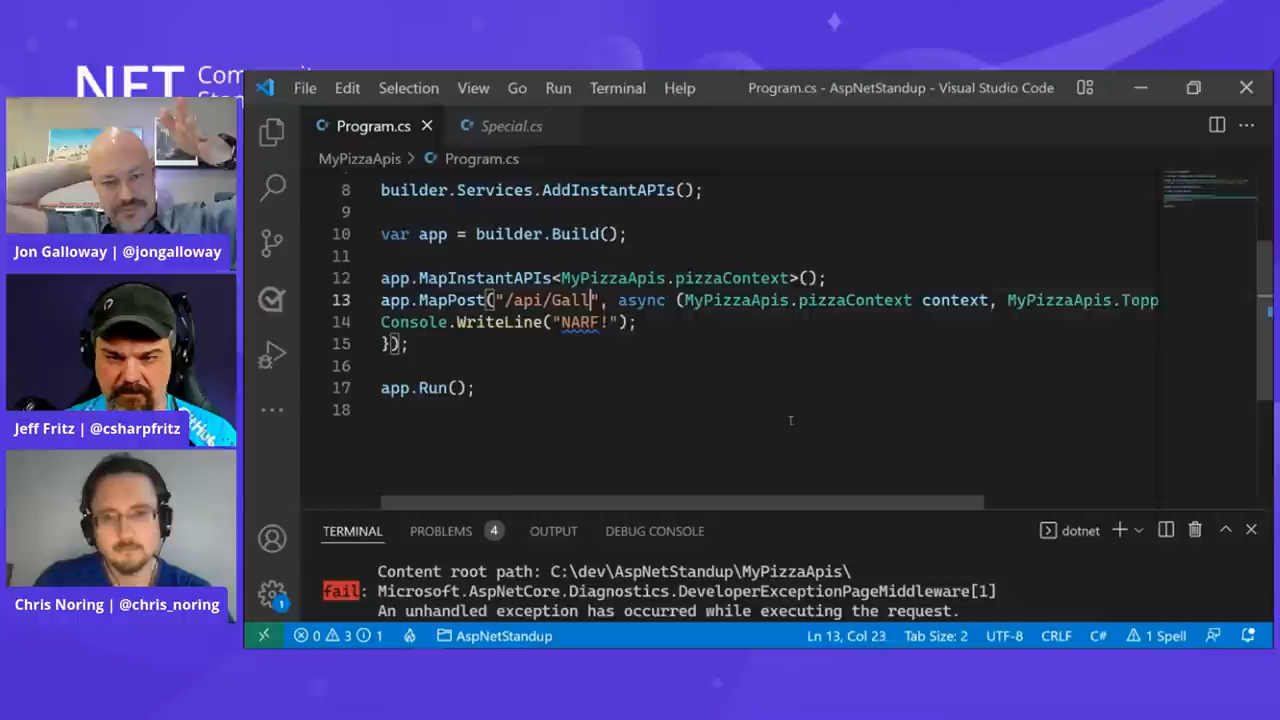 .NET
Jon Galloway | @jongalloway
Jeff Fritz | @csharpfritz
Chris Noring | @chris_noring
File Edit Selection View Go Run Terminal Help Program.cs - AspNetStandup - Visual Studio Code
Program.cs Special.cs
MyPizzaApis > Program.cs
8 builder.Services.AddInstantAPIs();
9
10 var app = builder.Build();
11
12 app.MapInstantAPIs<MyPizzaApis.pizzaContext>();
13 app.MapPost("/api/Gall", async (MyPizzaApis.pizzaContext context, MyPizzaApis.Topp
14 Console.WriteLine("NARF!");
15 });
16
17 app.Run();
18
TERMINAL PROBLEMS 4 OUTPUT DEBUG CONSOLE dotnet
Content root path: C:\dev\AspNetStandup\MyPizzaApis\
fail: Microsoft.AspNetCore.Diagnostics.DeveloperExceptionPageMiddleware[1]
An unhandled exception has occurred while executing the request.
1
0 3 1 AspNetStandup Ln 13, Col 23 Tab Size: 2 UTF-8 CRLF C# 1 Spell